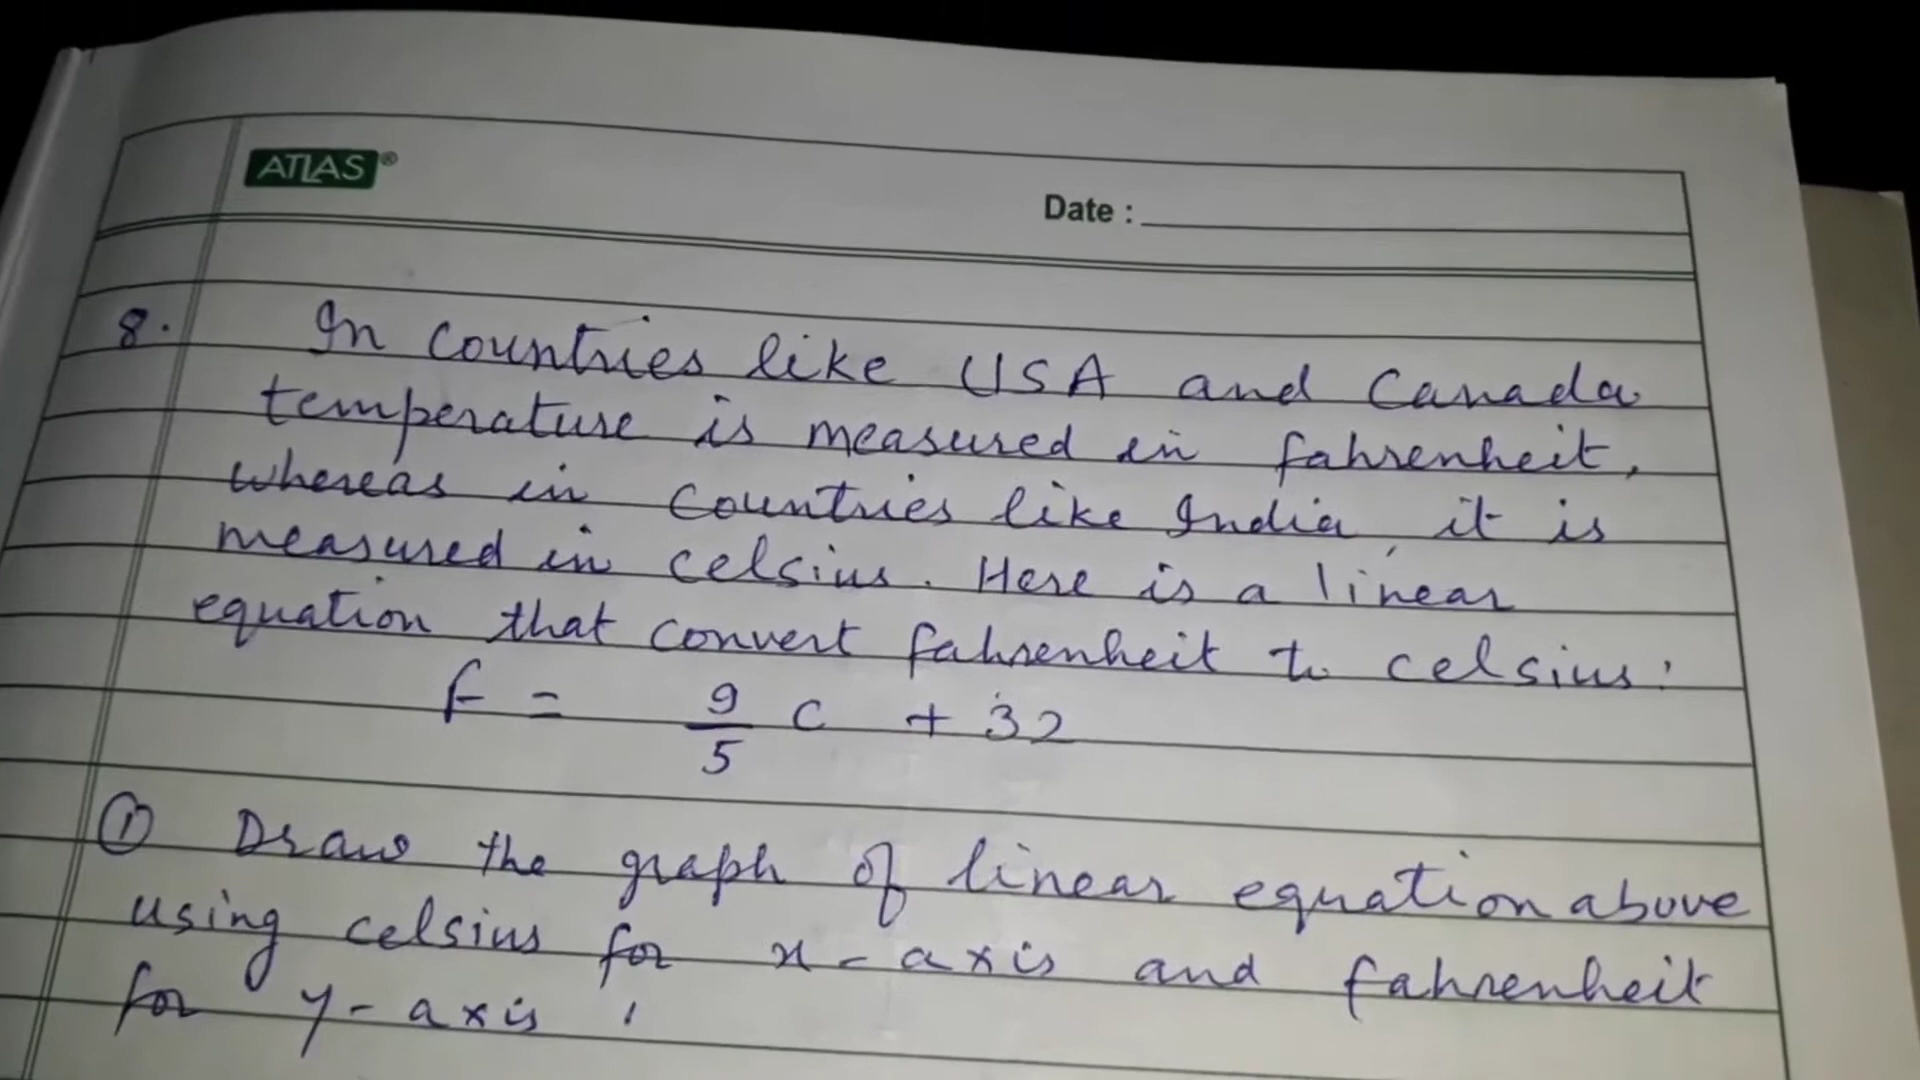 ATLAS®
Date :
8. In countries like USA and Canada
temperature is measured in fahrenheit,
whereas in countries like India, it is
measured in celsius. Here is a linear
equation that convert fahrenheit to celsius:
F = 9/5 C + 32
① Draw the graph of linear equation above
using celsius for x-axis and fahrenheit
for y-axis.